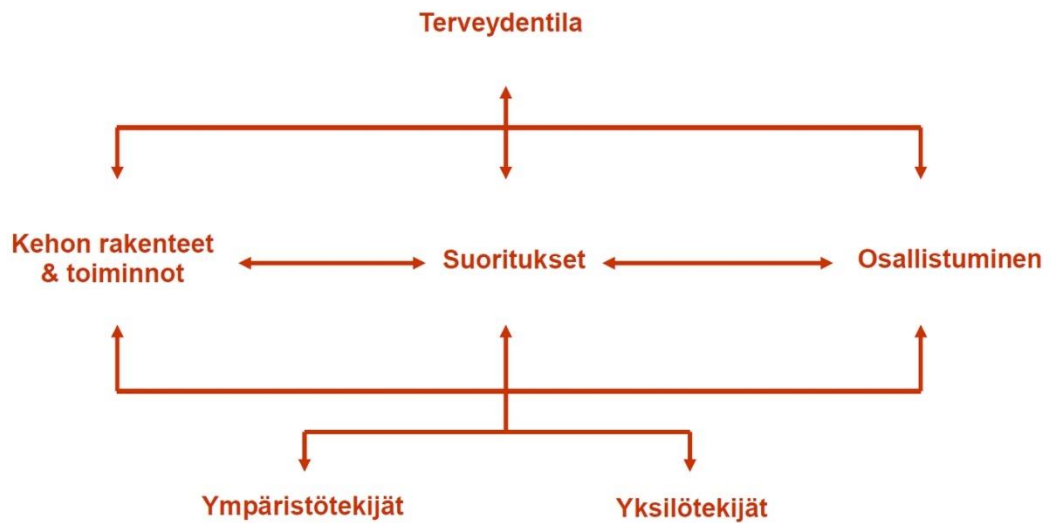 Terveydentila
Kehon rakenteet
& toiminnot
Suoritukset
Osallistuminen
Ympäristötekijät
Yksilötekijät